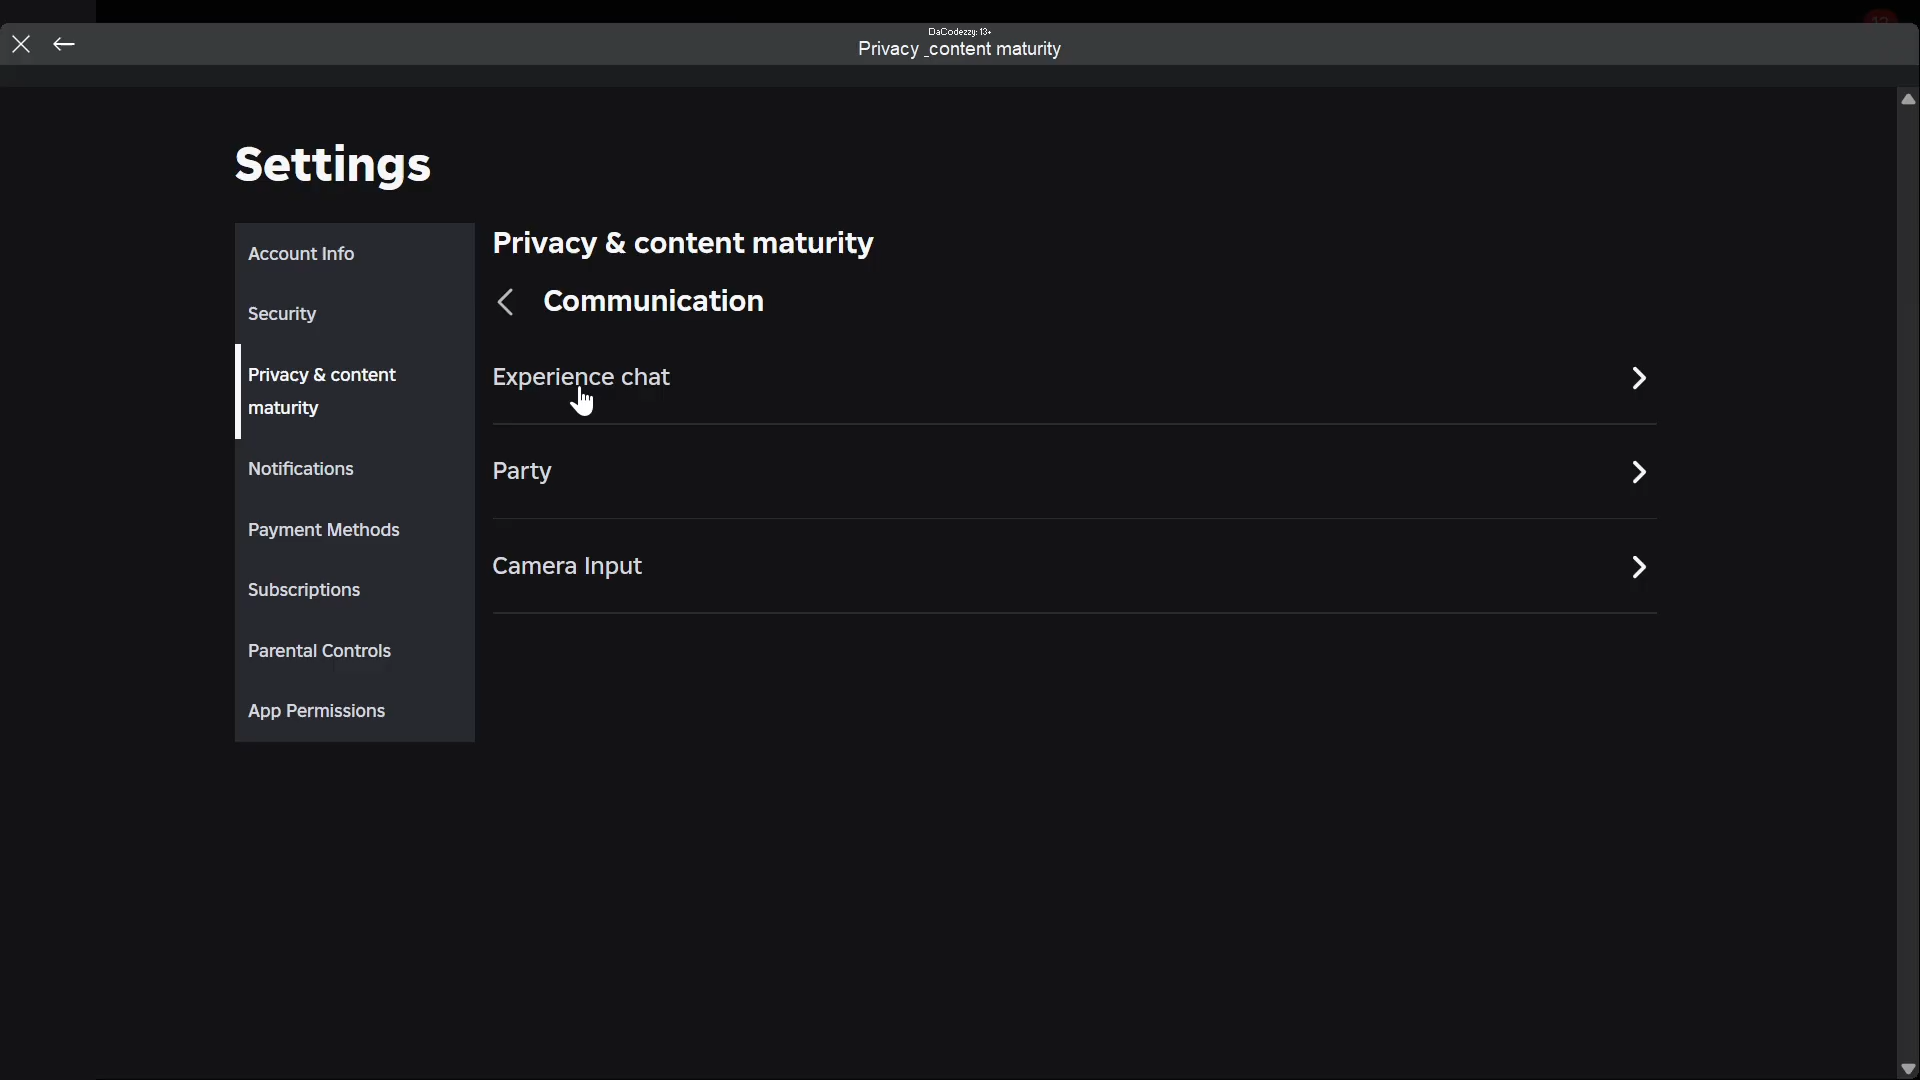 DaCodezzy: 13+
Privacy _content maturity
Settings
Account Info
Security
Privacy & content
maturity
Notifications
Payment Methods
Subscriptions
Parental Controls
App Permissions
Privacy & content maturity
Communication
Experience chat
Party
Camera Input